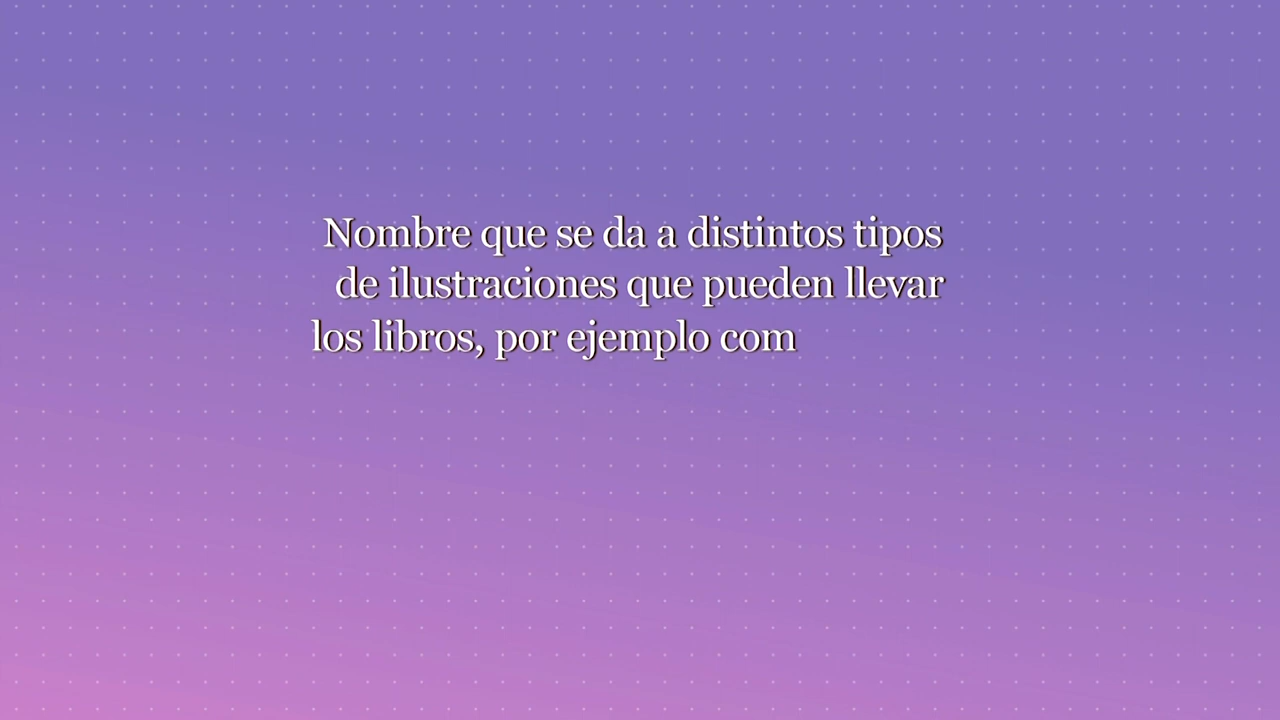 Nombre que se da a distintos tipos
de ilustraciones que pueden llevar
los libros, por ejemplo com